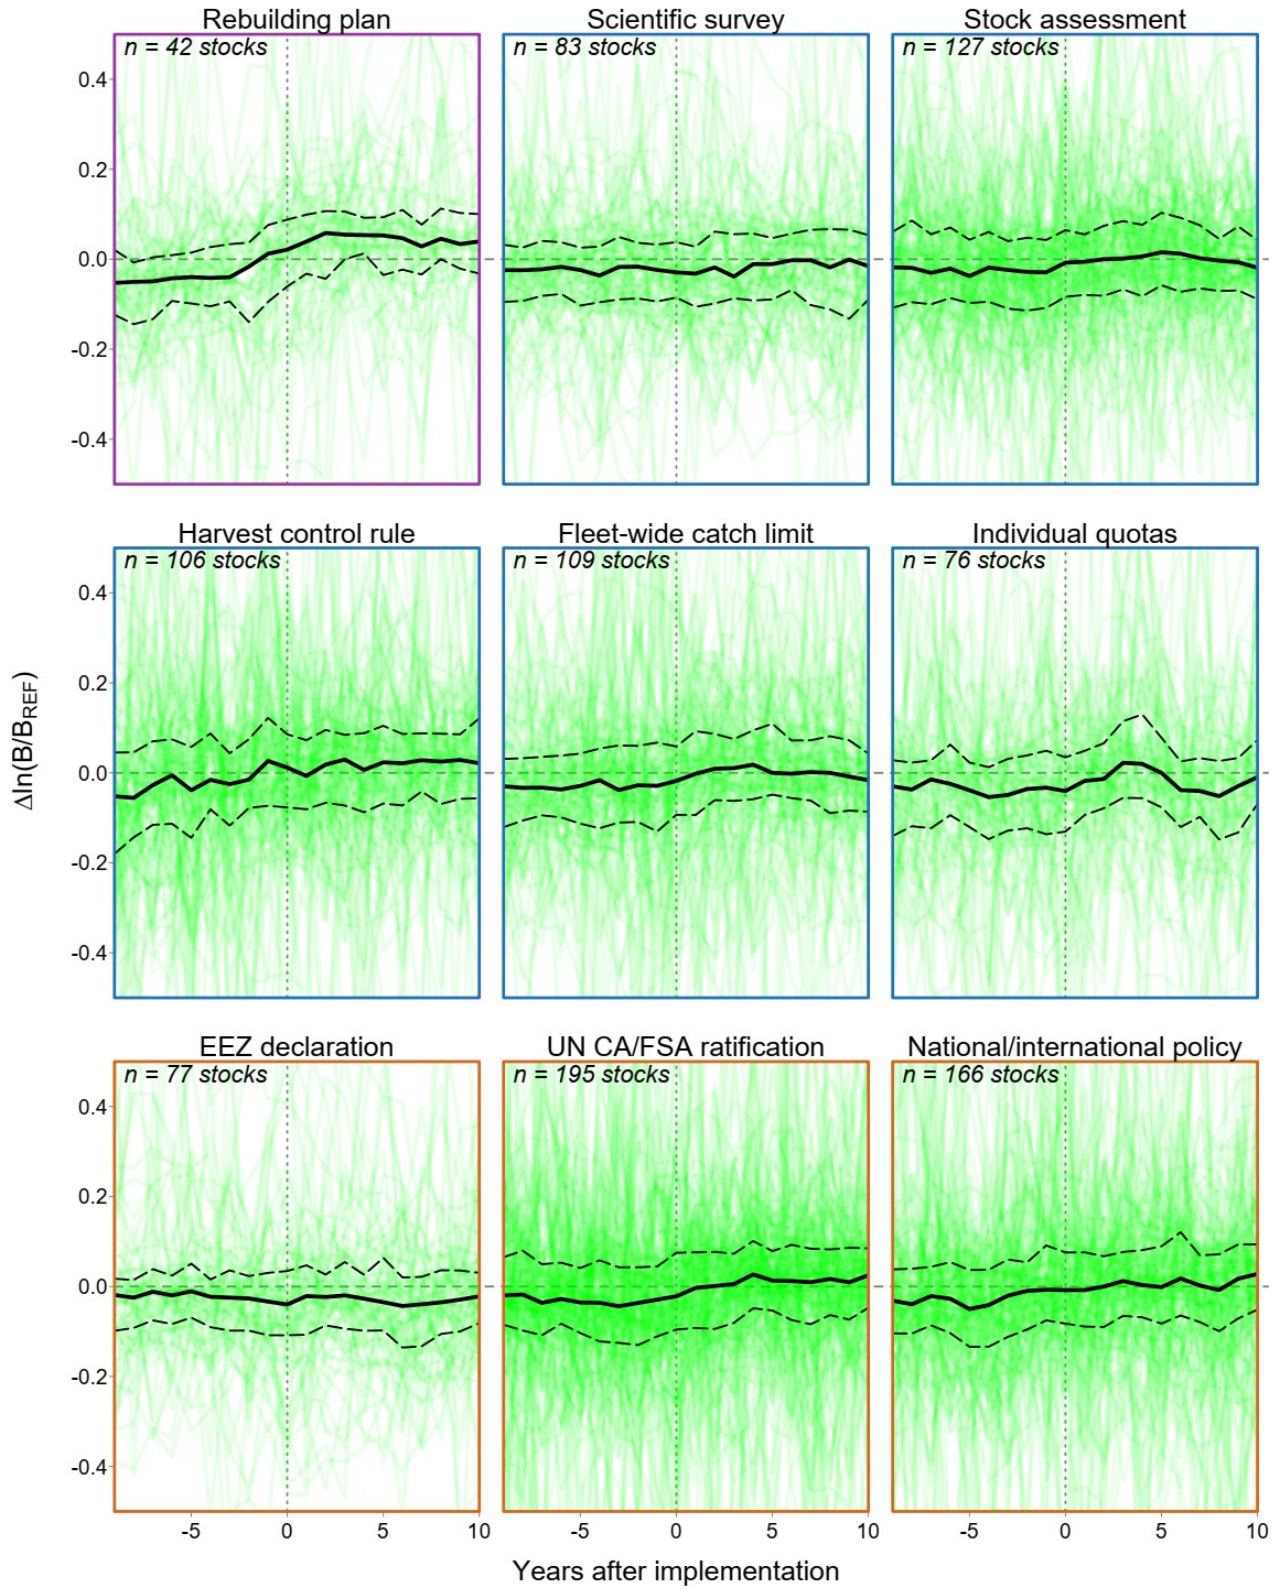 Rebuilding plan
Scientific survey
Stock assessment
n = 42 stocks
n = 83 stocks
n = 127 stocks
0.4
0.2
0.0
-0.2
-0.4
Harvest control rule
Fleet-wide catch limit
Individual quotas
n = 106 stocks
n = 109 stocks
n = 76 stocks
0.4
0.2
0.0
-0.2
-0.4
Δln(B/BREF)
EEZ declaration
UN CA/FSA ratification
National/international policy
n = 77 stocks
n = 195 stocks
n = 166 stocks
0.4
0.2
0.0
-0.2
-0.4
-5 0 5 10
-5 0 5 10
-5 0 5 10
Years after implementation